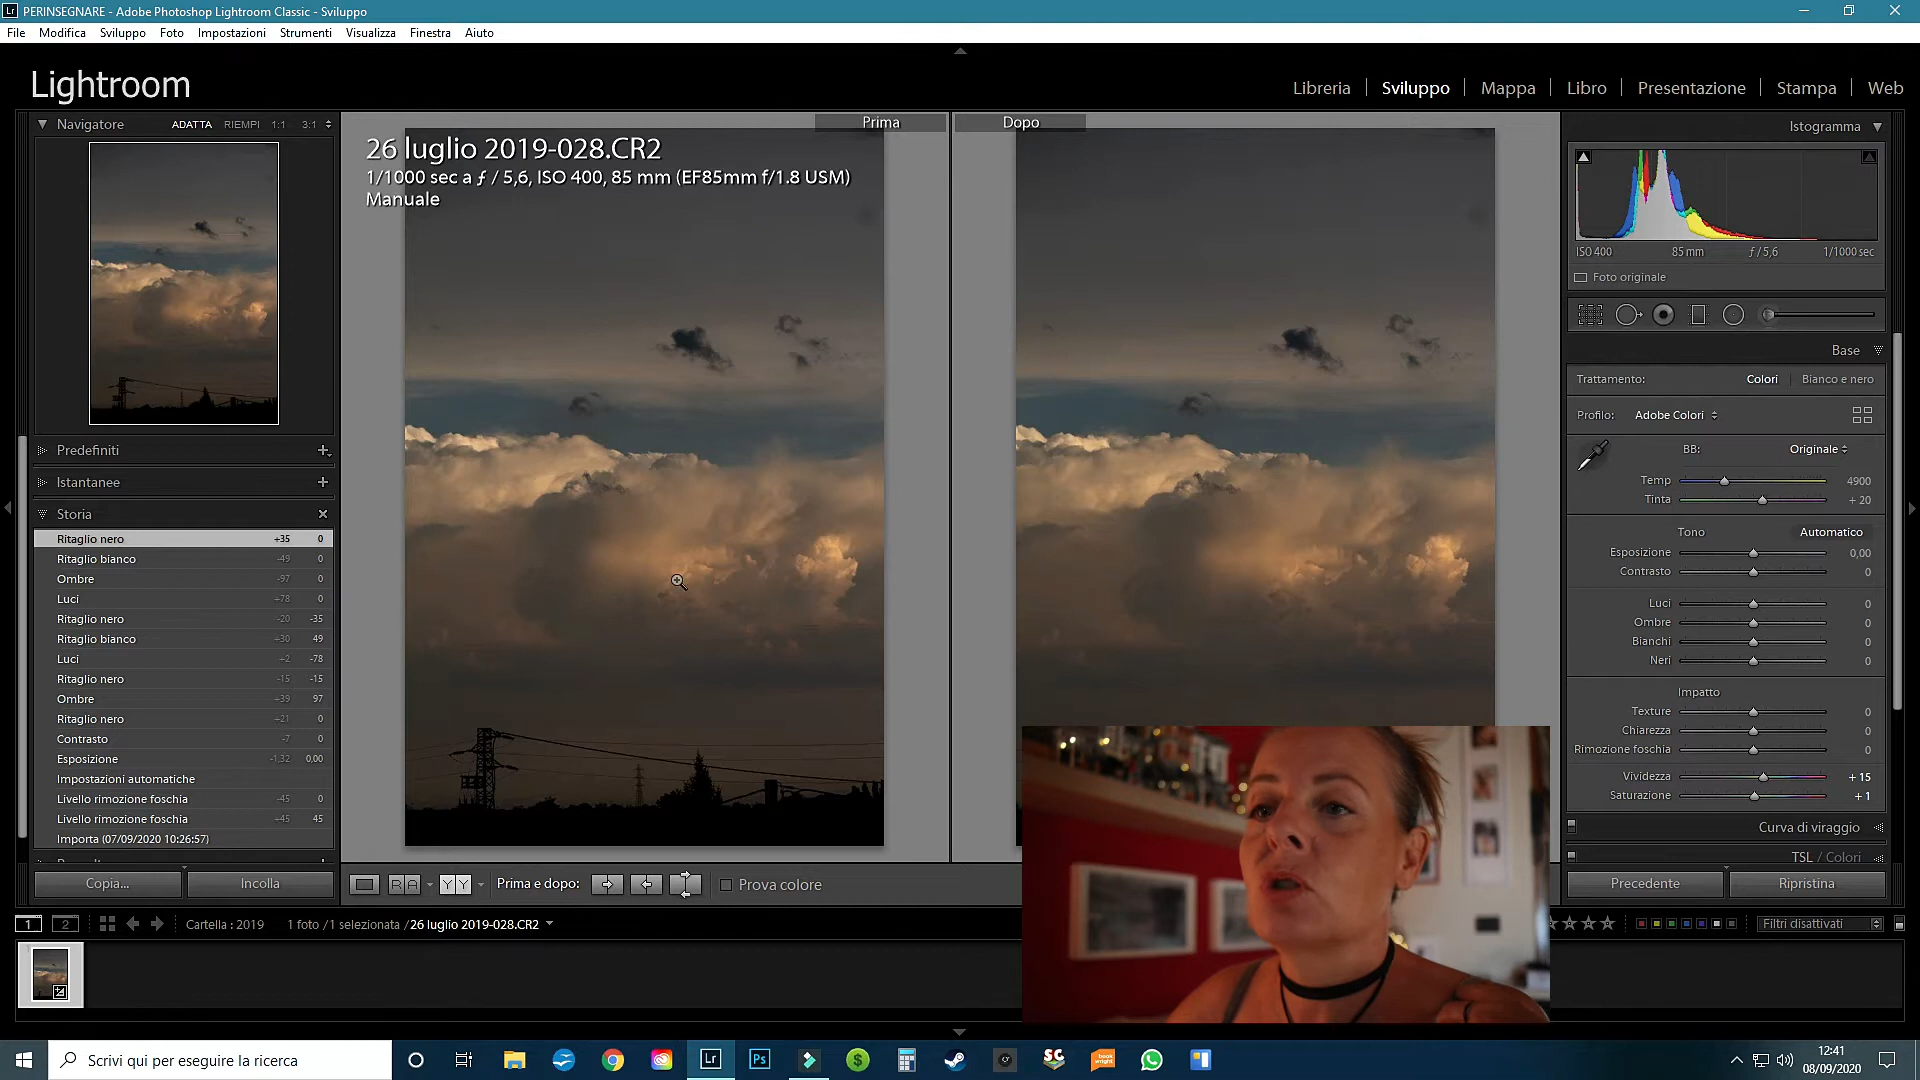 PERINSEGNARE - Adobe Photoshop Lightroom Classic - Sviluppo
File Modifica Sviluppo Foto Impostazioni Strumenti Visualizza Finestra Aiuto
Lightroom
Libreria Sviluppo Mappa Libro Presentazione Stampa Web
Navigatore ADATTA RIEMPI 1:1 3:1
Predefiniti
Istantanee
Storia
Ritaglio nero +35 0
Ritaglio bianco -49 0
Ombre -97 0
Luci +78 0
Ritaglio nero -20 -35
Ritaglio bianco +30 49
Luci +2 -78
Ritaglio nero -15 -15
Ombre +39 97
Ritaglio nero +21 0
Contrasto -7 0
Esposizione -1,32 0,00
Impostazioni automatiche
Livello rimozione foschia -45 0
Livello rimozione foschia +45 45
Importa (07/09/2020 10:26:57)
Copia... Incolla
Prima Dopo
26 luglio 2019-028.CR2
1/1000 sec a ƒ / 5,6, ISO 400, 85 mm (EF85mm f/1.8 USM)
Manuale
Istogramma
ISO 400 85 mm ƒ / 5,6 1/1000 sec
Foto originale
Base
Trattamento: Colori Bianco e nero
Profilo: Adobe Colori
BB: Originale
Temp 4900
Tinta + 20
Tono Automatico
Esposizione 0,00
Contrasto 0
Luci 0
Ombre 0
Bianchi 0
Neri 0
Impatto
Texture 0
Chiarezza 0
Rimozione foschia 0
Vividezza + 15
Saturazione + 1
Curva di viraggio
TSL / Colori
Precedente Ripristina
R A Y Y Prima e dopo: Prova colore
1 2 Cartella : 2019 1 foto /1 selezionata /26 luglio 2019-028.CR2
Filtri disattivati
Scrivi qui per eseguire la ricerca
Lr Ps $ SC book wright
12:41
08/09/2020